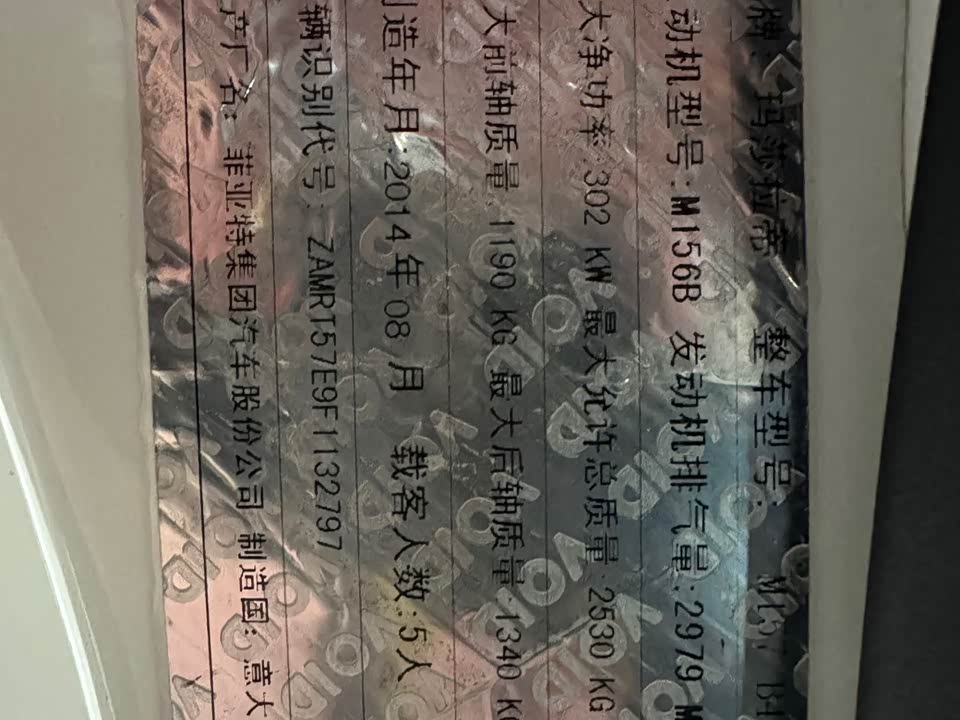 牌: 玛莎拉蒂 整车型号:
动机型号:M156B 发动机排气量:2979 M
大净功率:302 KW 最大允许总质量:2530 KG
大前轴质量:1190 KG 最大后轴质量:1340 KG
造年月:2014年08月 载客人数:5人
辆识别代号: ZAMRT57E9F1132797
产厂名: 菲亚特集团汽车股份公司 制造国: 意大